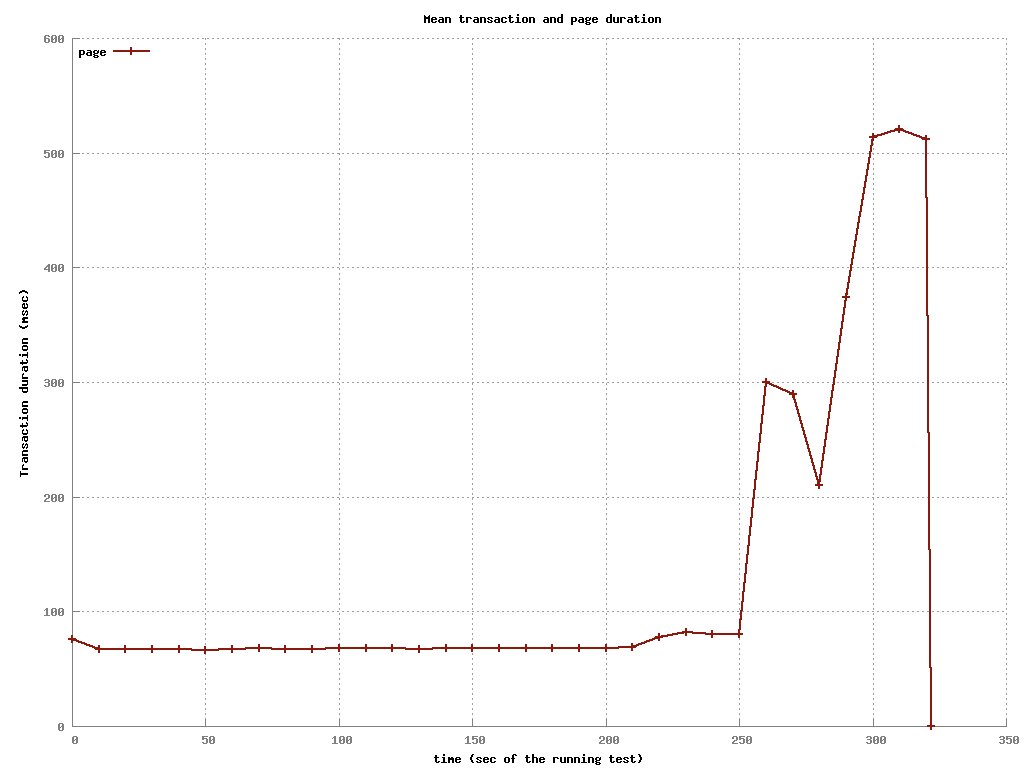 Mean transaction and page duration
600
page
500
400
300
200
100
0
Transaction duration (msec)
0 50 100 150 200 250 300 350
time (sec of the running test)